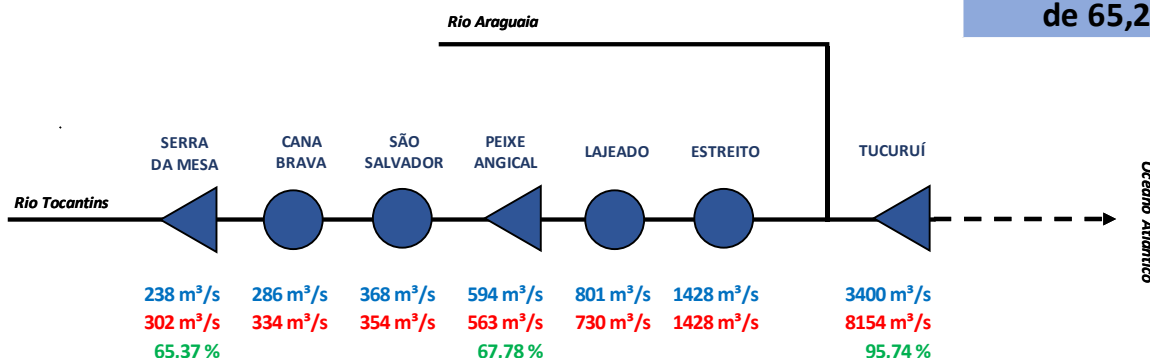 de 65,2
Rio Araguaia
SERRA
DA MESA
CANA
BRAVA
SÃO
SALVADOR
PEIXE
ANGICAL
LAJEADO
ESTREITO
TUCURUÍ
Rio Tocantins
Oceano Atlântico
238 m³/s 286 m³/s 368 m³/s 594 m³/s 801 m³/s 1428 m³/s 3400 m³/s
302 m³/s 334 m³/s 354 m³/s 563 m³/s 730 m³/s 1428 m³/s 8154 m³/s
65.37 % 67.78 % 95.74 %